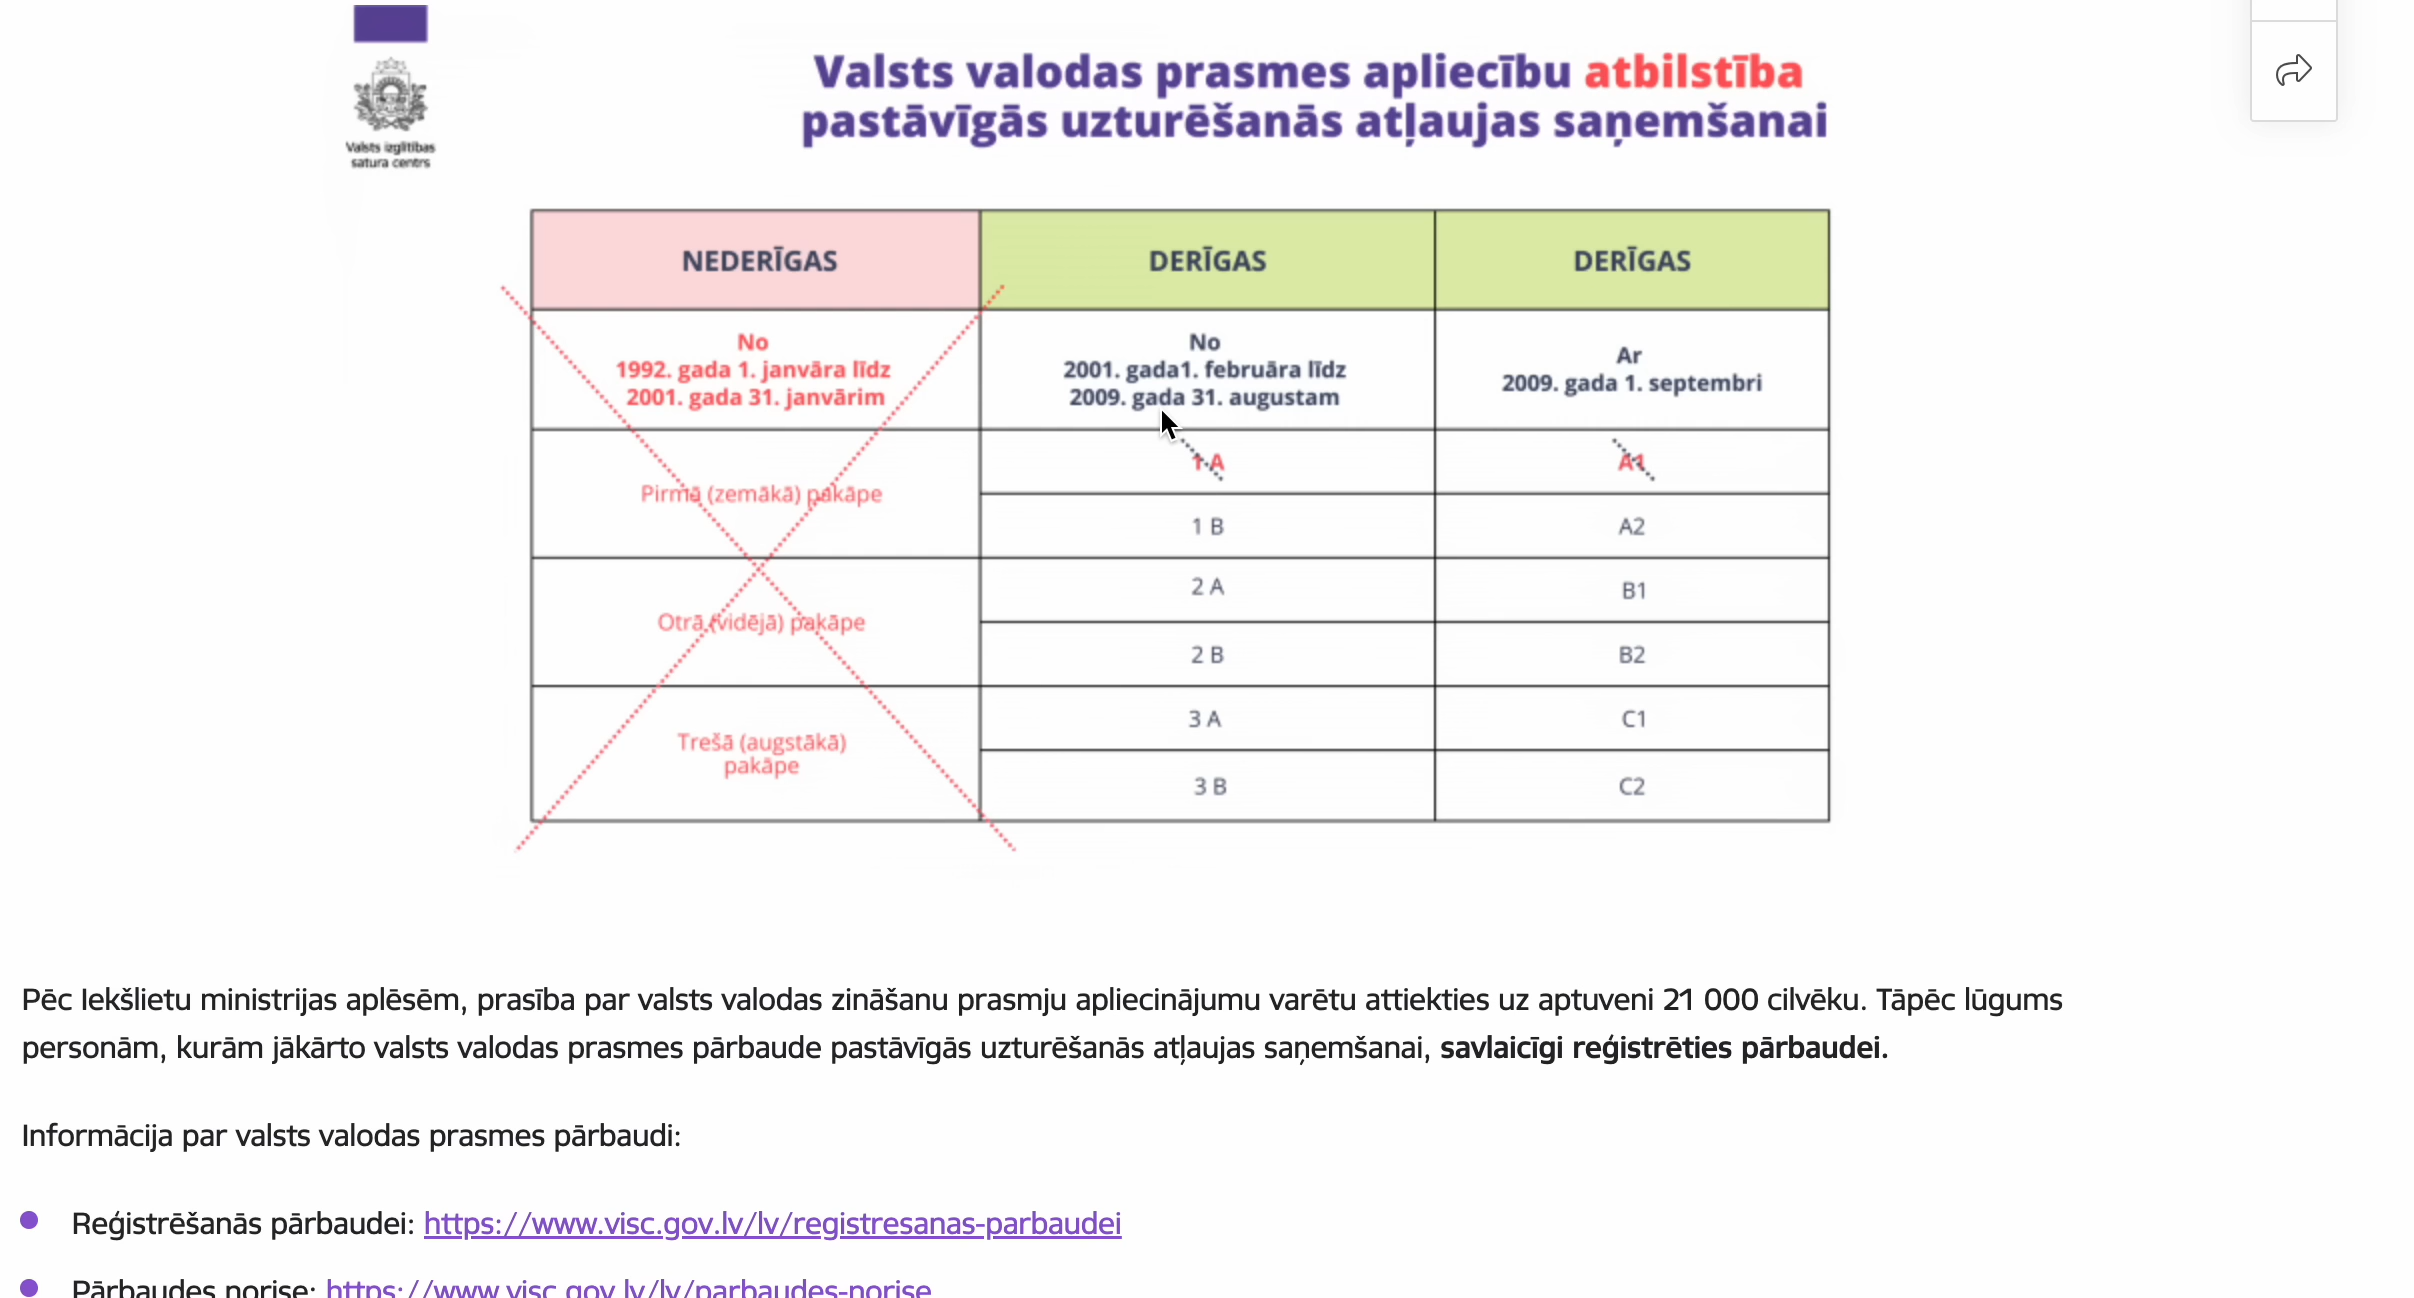 Valsts izglītības
satura centrs
Valsts valodas prasmes apliecību atbilstība
pastāvīgās uzturēšanās atļaujas saņemšanai
NEDERĪGAS
DERĪGAS
DERĪGAS
No
1992. gada 1. janvāra līdz
2001. gada 31. janvārim
No
2001. gada1. februāra līdz
2009. gada 31. augustam
Ar
2009. gada 1. septembri
Pirmā (zemākā) pakāpe
1 A
A1
1 B
A2
Otrā (vidējā) pakāpe
2 A
B1
2 B
B2
Trešā (augstākā)
pakāpe
3 A
C1
3 B
C2
Pēc Iekšlietu ministrijas aplēsēm, prasība par valsts valodas zināšanu prasmju apliecinājumu varētu attiekties uz aptuveni 21 000 cilvēku. Tāpēc lūgums
personām, kurām jākārto valsts valodas prasmes pārbaude pastāvīgās uzturēšanās atļaujas saņemšanai, savlaicīgi reģistrēties pārbaudei.
Informācija par valsts valodas prasmes pārbaudi:
Reģistrēšanās pārbaudei: https://www.visc.gov.lv/lv/registresanas-parbaudei
Pārbaudes norise: https://www.visc.gov.lv/lv/parbaudes-norise